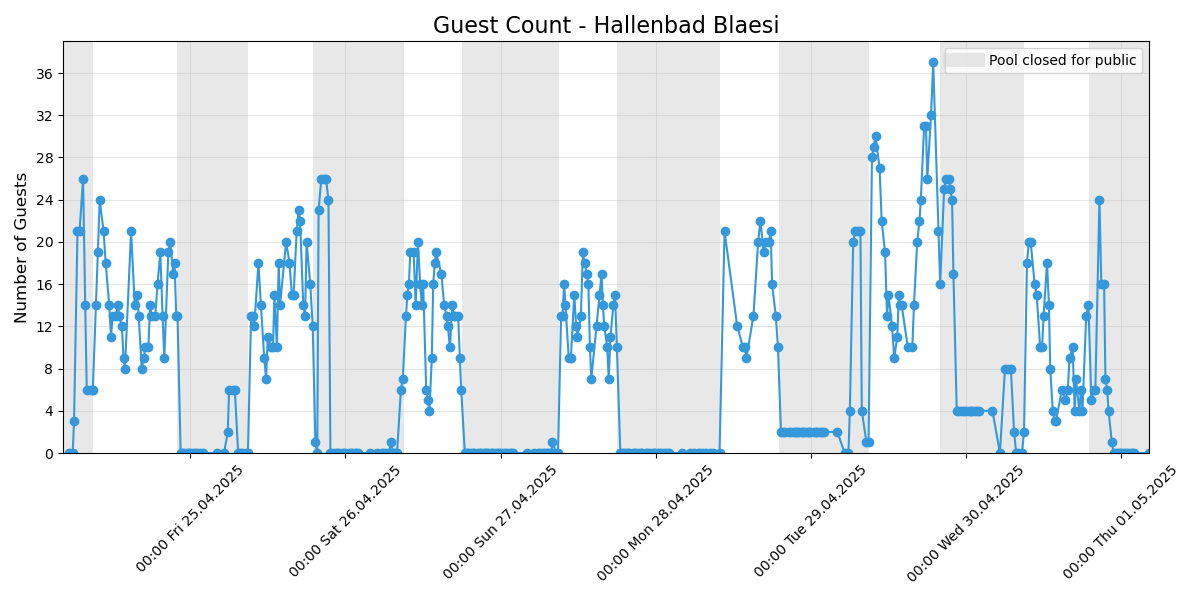 Guest Count - Hallenbad Blaesi
Pool closed for public
Number of Guests
36
32
28
24
20
16
12
8
4
0
00:00 Fri 25.04.2025
00:00 Sat 26.04.2025
00:00 Sun 27.04.2025
00:00 Mon 28.04.2025
00:00 Tue 29.04.2025
00:00 Wed 30.04.2025
00:00 Thu 01.05.2025